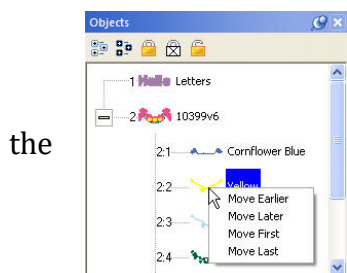 Objects
1 Hello Letters
2 10399v6
the
2:1 Cornflower Blue
2:2 Yellow
Move Earlier
Move Later
2:3
Move First
2:4
Move Last